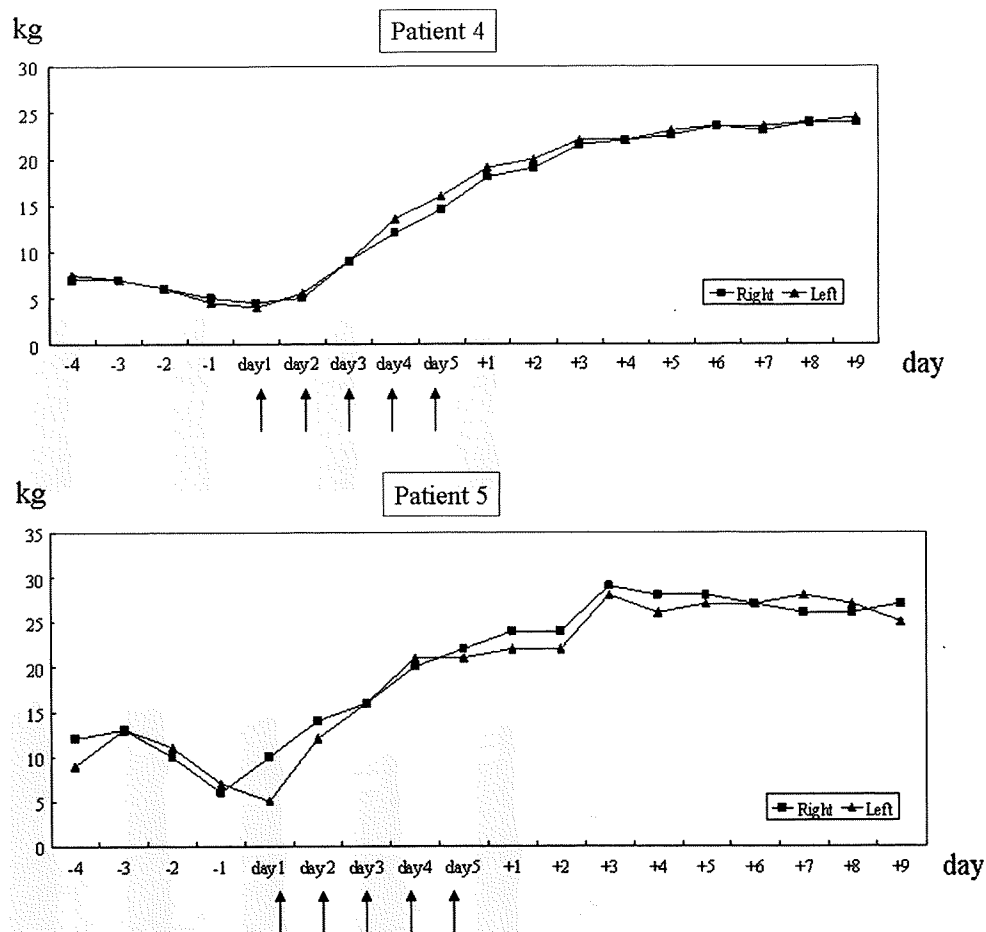 kg
Patient 4
30
25
20
15
10
5
0
Right Left
-4 -3 -2 -1 day1 day2 day3 day4 day5 +1 +2 +3 +4 +5 +6 +7 +8 +9 day
kg
Patient 5
35
30
25
20
15
10
5
0
Right Left
-4 -3 -2 -1 day1 day2 day3 day4 day5 +1 +2 +3 +4 +5 +6 +7 +8 +9 day